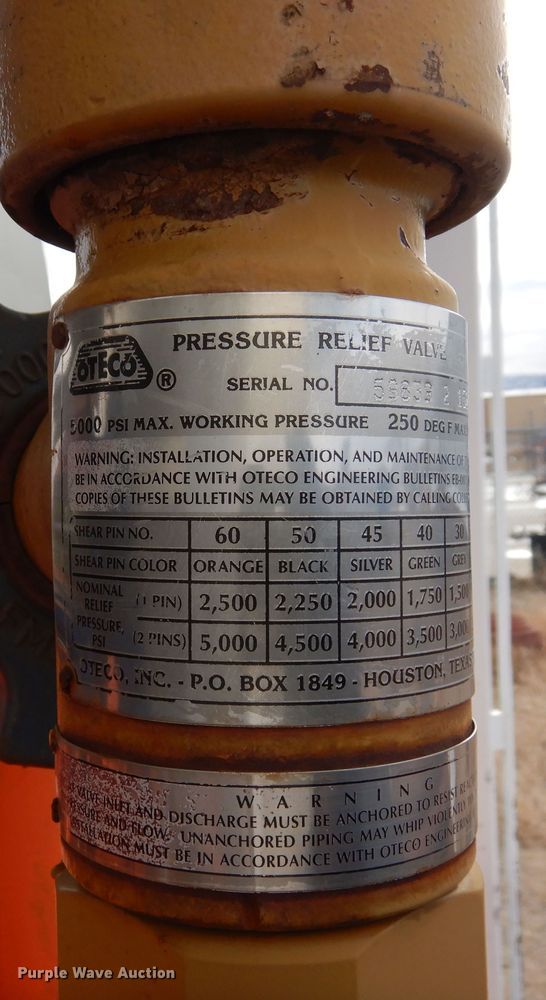 OTECO ®
PRESSURE RELIEF VALVE
SERIAL NO.
5000 PSI MAX. WORKING PRESSURE 250 DEG F
WARNING: INSTALLATION, OPERATION, AND MAINTENANCE OF
BE IN ACCORDANCE WITH OTECO ENGINEERING BULLETINS
COPIES OF THESE BULLETINS MAY BE OBTAINED BY CALLING
SHEAR PIN NO. 60 50 45 40 30
SHEAR PIN COLOR ORANGE BLACK SILVER GREEN
NOMINAL RELIEF PRESSURE, PSI
(1 PIN) 2,500 2,250 2,000 1,750 1,500
(2 PINS) 5,000 4,500 4,000 3,500 3,000
OTECO, INC. - P.O. BOX 1849 - HOUSTON, TEXAS
WARNING
VALVE INLET AND DISCHARGE MUST BE ANCHORED TO RESIST
AND FLOW. UNANCHORED PIPING MAY WHIP VIOLENTLY
MUST BE IN ACCORDANCE WITH OTECO
Purple Wave Auction